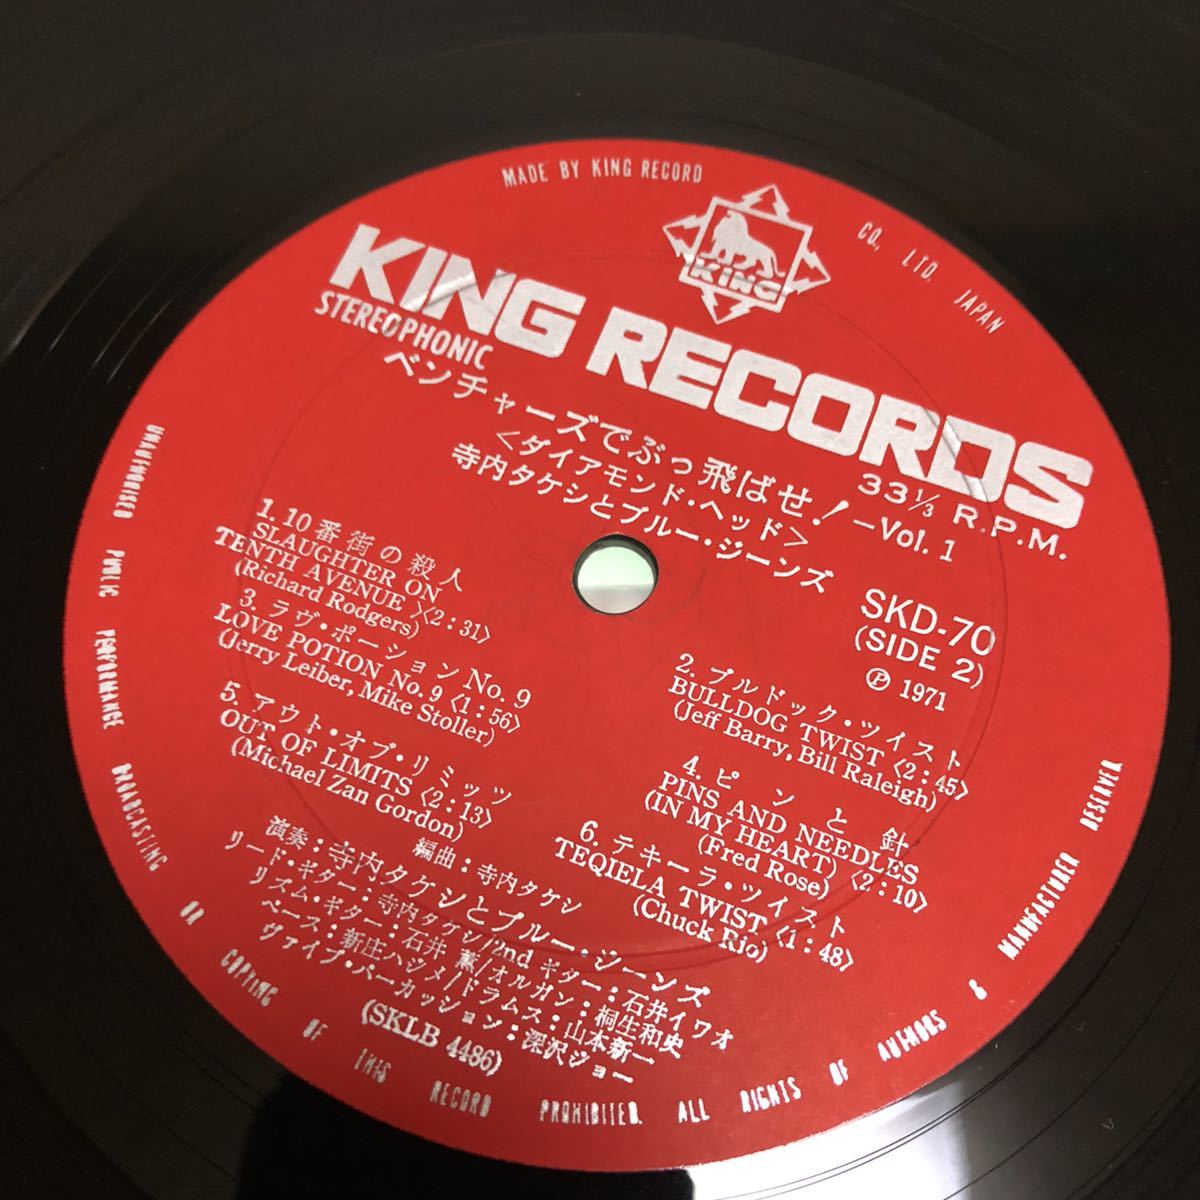 MADE BY KING RECORD CO., LTD. JAPAN
KING
KING RECORDS
STEREOPHONIC
33 1/3 R.P.M.
ベンチャーズでぶっ飛ばせ!–Vol. 1
<ダイアモンド・ヘッド>
寺内タケシとブルー・ジーンズ
SKD-70
(SIDE 2)
Ⓟ 1971
1. 10番街の殺人
SLAUGHTER ON
TENTH AVENUE <2:31>
(Richard Rodgers)
2. ブルドック・ツイスト
BULLDOG TWIST <2:45>
(Jeff Barry, Bill Raleigh)
3. ラヴ・ポーション No. 9
LOVE POTION No. 9 <1:56>
(Jerry Leiber, Mike Stoller)
4. ピンと針
PINS AND NEEDLES
(IN MY HEART) <2:10>
(Fred Rose)
5. アウト・オブ・リミッツ
OUT OF LIMITS <2:13>
(Michael Zan Gordon)
6. テキーラ・ツイスト
TEQIELA TWIST <1:48>
(Chuck Rio)
編曲:寺内タケシ
演奏:寺内タケシとブルー・ジーンズ
リード・ギター:寺内タケシ/2nd ギター:石井イワオ
リズム・ギター:石井 薫/オルガン:桐生和史
ベース:新庄ハジメ/ドラムス:山本新一
ヴァイブ・パーカッション:深沢ジョー
(SKLB 4486)
UNAUTHORISED PUBLIC PERFORMANCE BROADCASTING OR COPYING OF THIS RECORD PROHIBITED. ALL RIGHTS OF AUTHORS & MANUFACTURER RESERVER